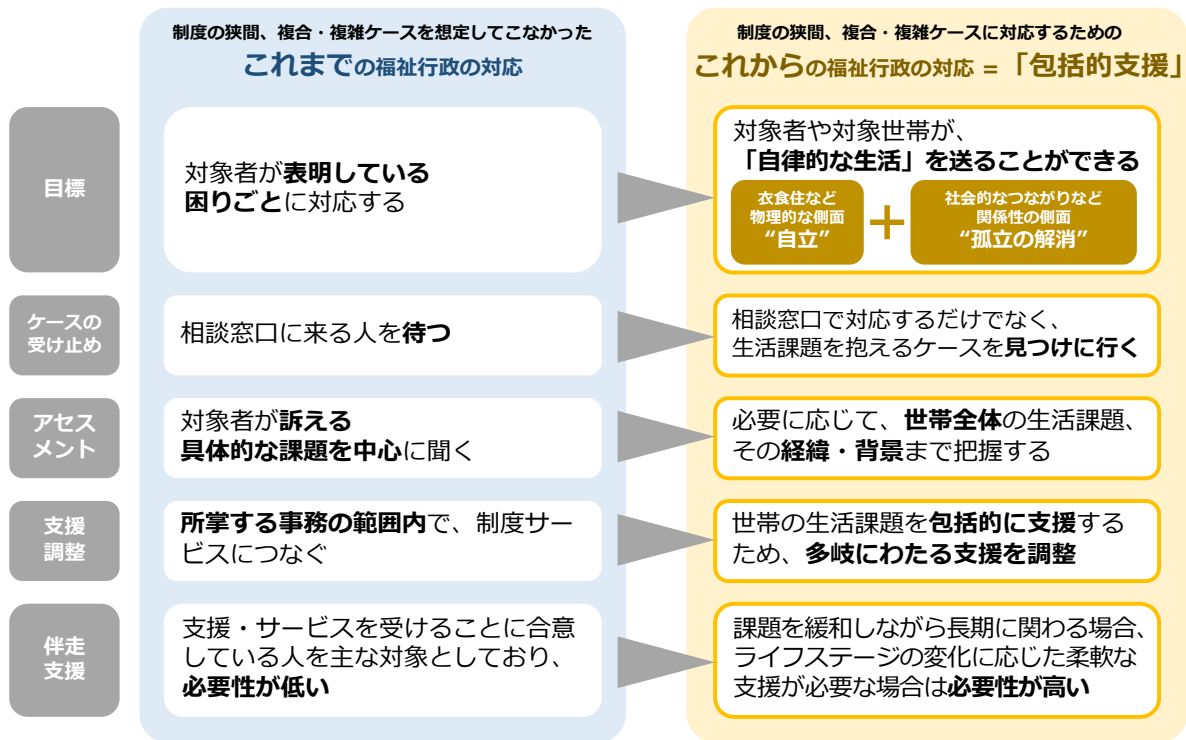 制度の狭間、複合・複雑ケースを想定してこなかった
これまでの福祉行政の対応
制度の狭間、複合・複雑ケースに対応するための
これからの福祉行政の対応 = 「包括的支援」
目標
対象者が表明している
困りごとに対応する
対象者や対象世帯が、
「自律的な生活」を送ることができる
衣食住など
物理的な側面
“自立”
+
社会的なつながりなど
関係性の側面
“孤立の解消”
ケースの
受け止め
相談窓口に来る人を待つ
相談窓口で対応するだけでなく、
生活課題を抱えるケースを見つけに行く
アセス
メント
対象者が訴える
具体的な課題を中心に聞く
必要に応じて、世帯全体の生活課題、
その経緯・背景まで把握する
支援
調整
所掌する事務の範囲内で、制度サー
ビスにつなぐ
世帯の生活課題を包括的に支援する
ため、多岐にわたる支援を調整
伴走
支援
支援・サービスを受けることに合意
している人を主な対象としており、
必要性が低い
課題を緩和しながら長期に関わる場合、
ライフステージの変化に応じた柔軟な
支援が必要な場合は必要性が高い